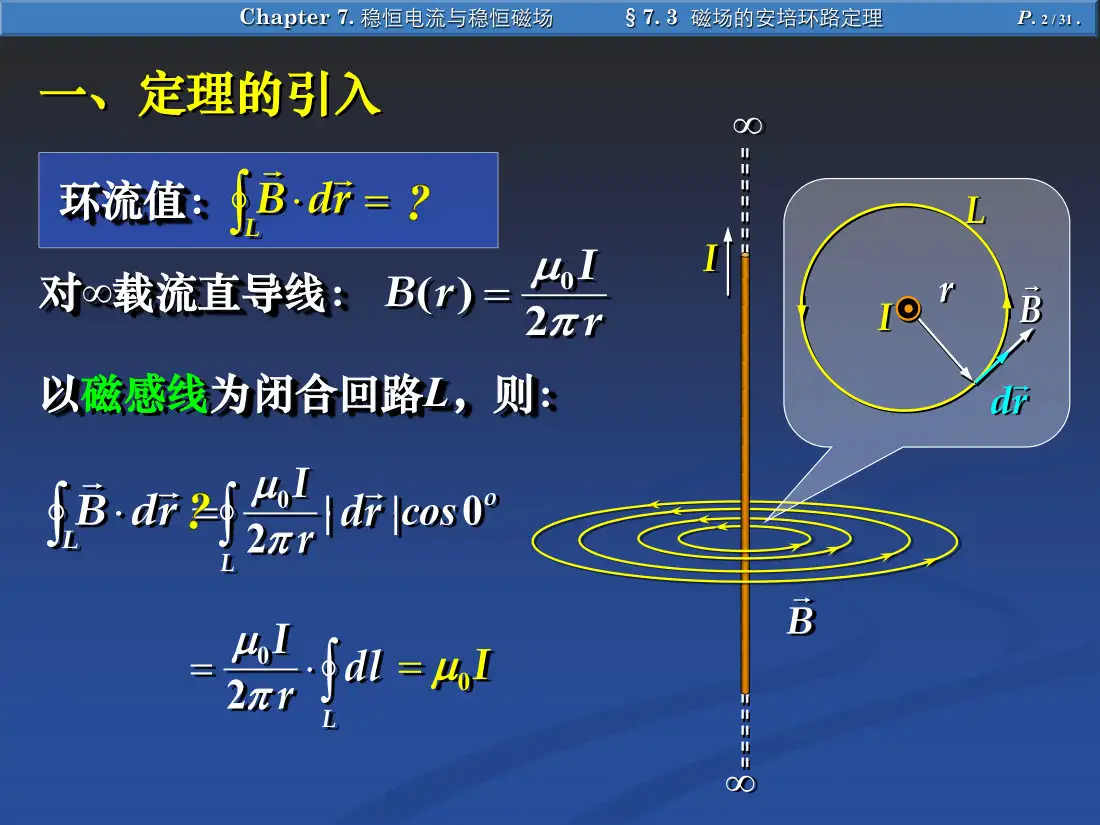 Chapter 7. 稳恒电流与稳恒磁场 §7.3 磁场的安培环路定理 P. 2 / 31 .
一、定理的引入
环流值: ∮_L B⃗ · dr⃗ = ?
对∞载流直导线: B(r) = μ₀I / 2πr
以磁感线为闭合回路L，则:
∮_L B⃗ · dr⃗ ? = ∮_L μ₀I / 2πr |dr⃗| cos 0°
= μ₀I / 2πr · ∮_L dl = μ₀I
∞
I
L
I
r
B⃗
dr⃗
B⃗
∞